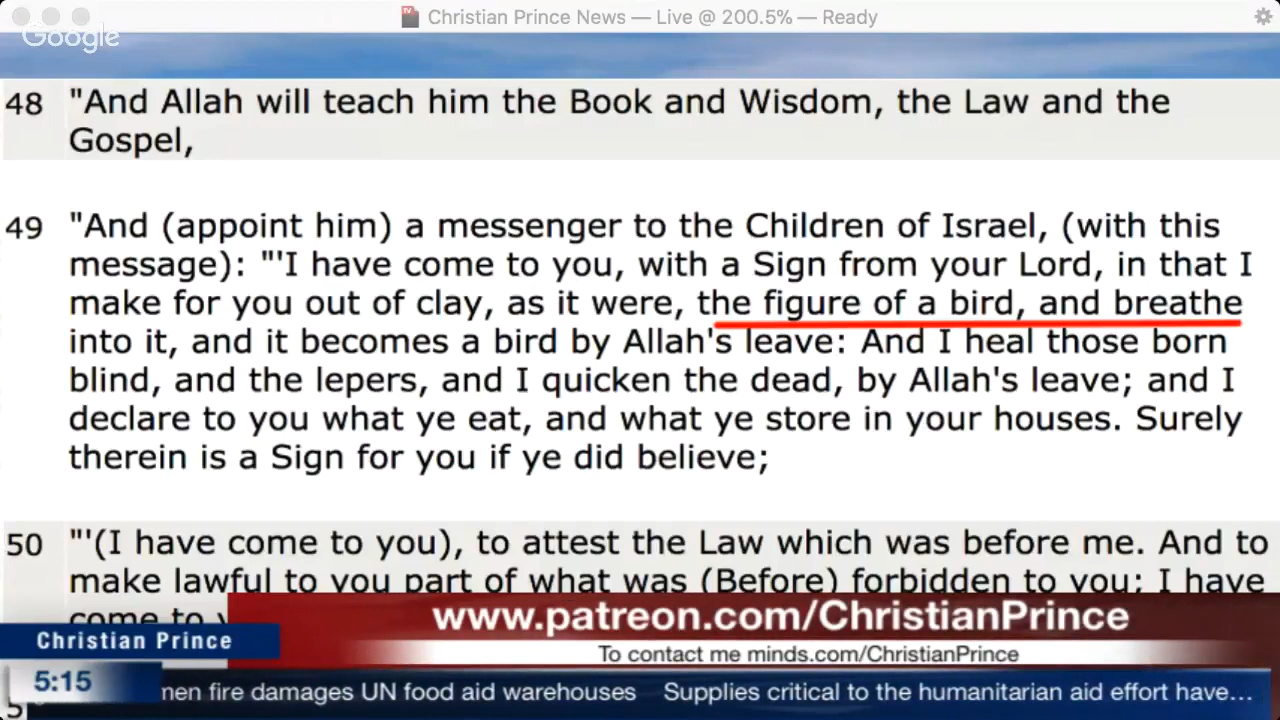 Christian Prince News — Live @ 200.5% — Ready
Google
48 "And Allah will teach him the Book and Wisdom, the Law and the
Gospel,
49 "And (appoint him) a messenger to the Children of Israel, (with this
message): "'I have come to you, with a Sign from your Lord, in that I
make for you out of clay, as it were, the figure of a bird, and breathe
into it, and it becomes a bird by Allah's leave: And I heal those born
blind, and the lepers, and I quicken the dead, by Allah's leave; and I
declare to you what ye eat, and what ye store in your houses. Surely
therein is a Sign for you if ye did believe;
50 "'(I have come to you), to attest the Law which was before me. And to
make lawful to you part of what was (Before) forbidden to you; I have
come to
www.patreon.com/ChristianPrince
Christian Prince
To contact me minds.com/ChristianPrince
5:15
men fire damages UN food aid warehouses Supplies critical to the humanitarian aid effort have...
5